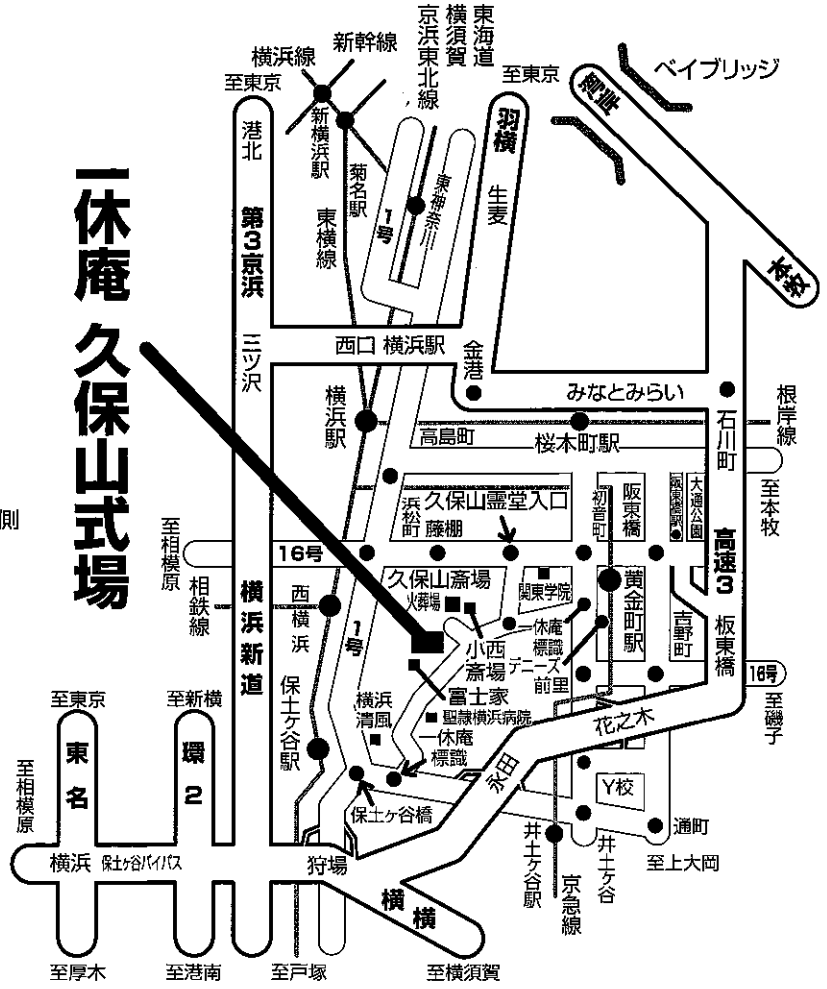 東海道
横須賀
京浜東北線
新幹線
横浜線
至東京
至東京
ベイブリッジ
湾岸
羽横
港北
新横浜駅
菊名駅
東横線
1号
東神奈川
生麦
本牧
一休庵 久保山式場
第3京浜
三ツ沢
西口 横浜駅
金港
みなとみらい
石川町
根岸線
横浜駅
高島町
桜木町駅
至本牧
側
至相模原
16号
浜松町
藤棚
久保山霊堂入口
初音町
阪東橋
阪東橋駅
大通公園
高速3
相鉄線
西横浜
久保山斎場
火葬場
関東学院
黄金町駅
一休庵
標識
小西
斎場
デニーズ
前里
吉野町
板東橋
横浜新道
1号
保土ヶ谷駅
横浜
清風
富士家
聖隷横浜病院
一休庵
標識
16号
至磯子
花之木
永田
至東京
至新横
東名
環2
至相模原
保土ヶ谷橋
Y校
通町
至上大岡
横浜
保土ヶ谷バイパス
狩場
井土ヶ谷駅
井土ヶ谷
京急線
横横
至厚木
至港南
至戸塚
至横須賀